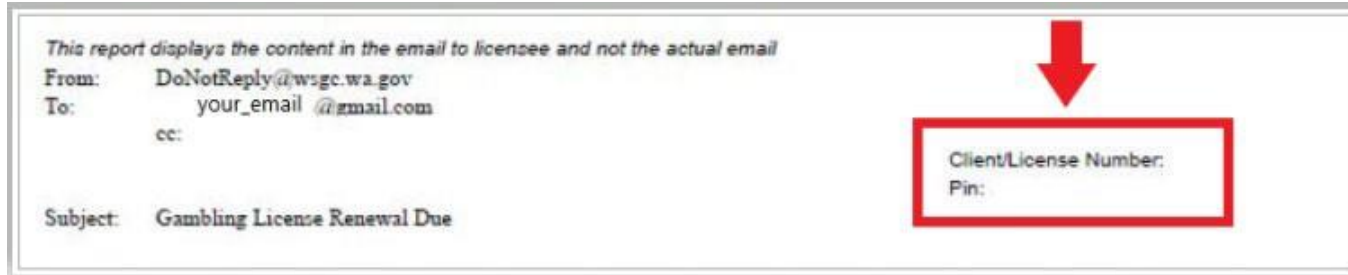 This report displays the content in the email to licensee and not the actual email
From: DoNotReply@wsgc.wa.gov
To: your_email @gmail.com
cc:
Client/License Number:
Pin:
Subject: Gambling License Renewal Due